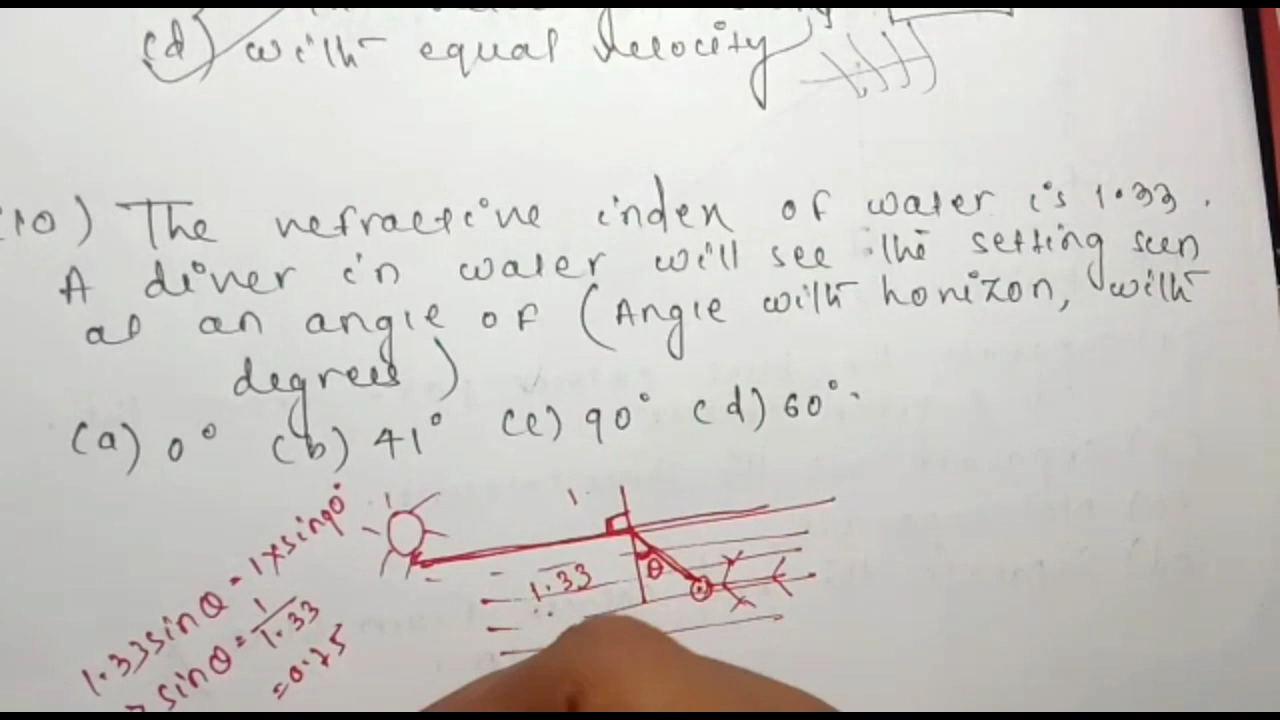 (d) with equal velocity
10) The refractive index of water is 1.33.
A diver in water will see the setting sun
at an angle of (Angle with horizon, with
degrees)
(a) 0° (b) 41° (c) 90° (d) 60°.
1.33 sinθ = 1 × sin90°
sinθ = 1/1.33
= 0.75
1
1.33
θ